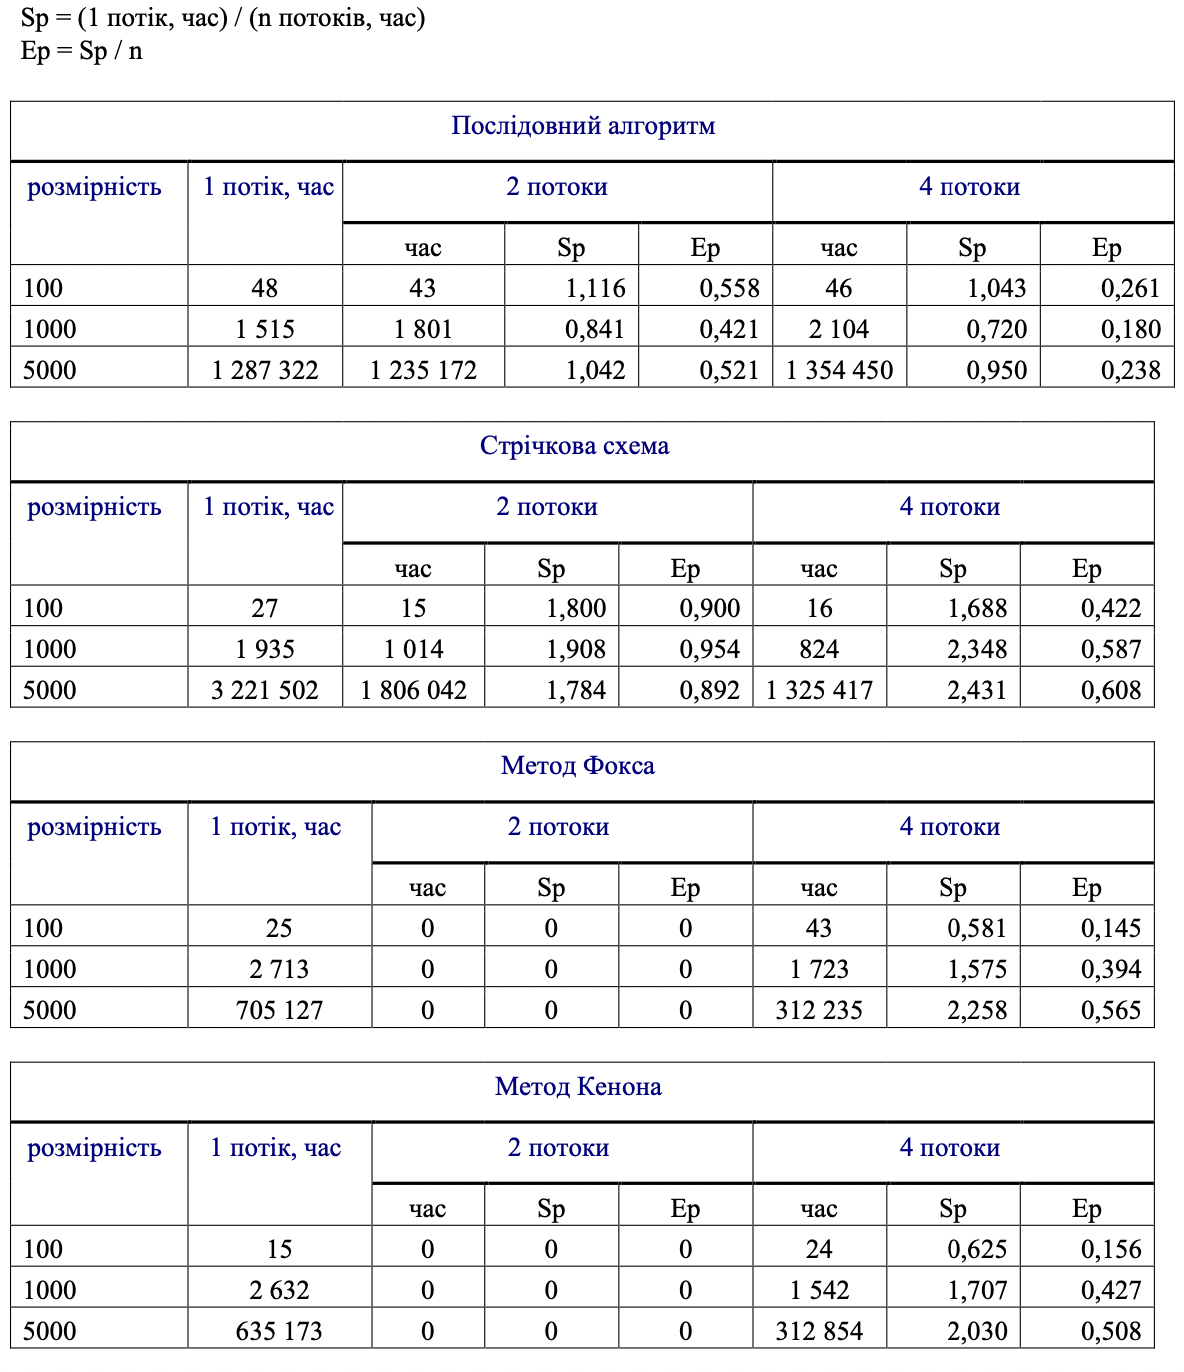 Sp = (1 потік, час) / (n потоків, час)
Ep = Sp / n
Послідовний алгоритм
розмірність 1 потік, час 2 потоки 4 потоки
час Sp Ep час Sp Ep
100 48 43 1,116 0,558 46 1,043 0,261
1000 1 515 1 801 0,841 0,421 2 104 0,720 0,180
5000 1 287 322 1 235 172 1,042 0,521 1 354 450 0,950 0,238
Стрічкова схема
розмірність 1 потік, час 2 потоки 4 потоки
час Sp Ep час Sp Ep
100 27 15 1,800 0,900 16 1,688 0,422
1000 1 935 1 014 1,908 0,954 824 2,348 0,587
5000 3 221 502 1 806 042 1,784 0,892 1 325 417 2,431 0,608
Метод Фокса
розмірність 1 потік, час 2 потоки 4 потоки
час Sp Ep час Sp Ep
100 25 0 0 0 43 0,581 0,145
1000 2 713 0 0 0 1 723 1,575 0,394
5000 705 127 0 0 0 312 235 2,258 0,565
Метод Кенона
розмірність 1 потік, час 2 потоки 4 потоки
час Sp Ep час Sp Ep
100 15 0 0 0 24 0,625 0,156
1000 2 632 0 0 0 1 542 1,707 0,427
5000 635 173 0 0 0 312 854 2,030 0,508